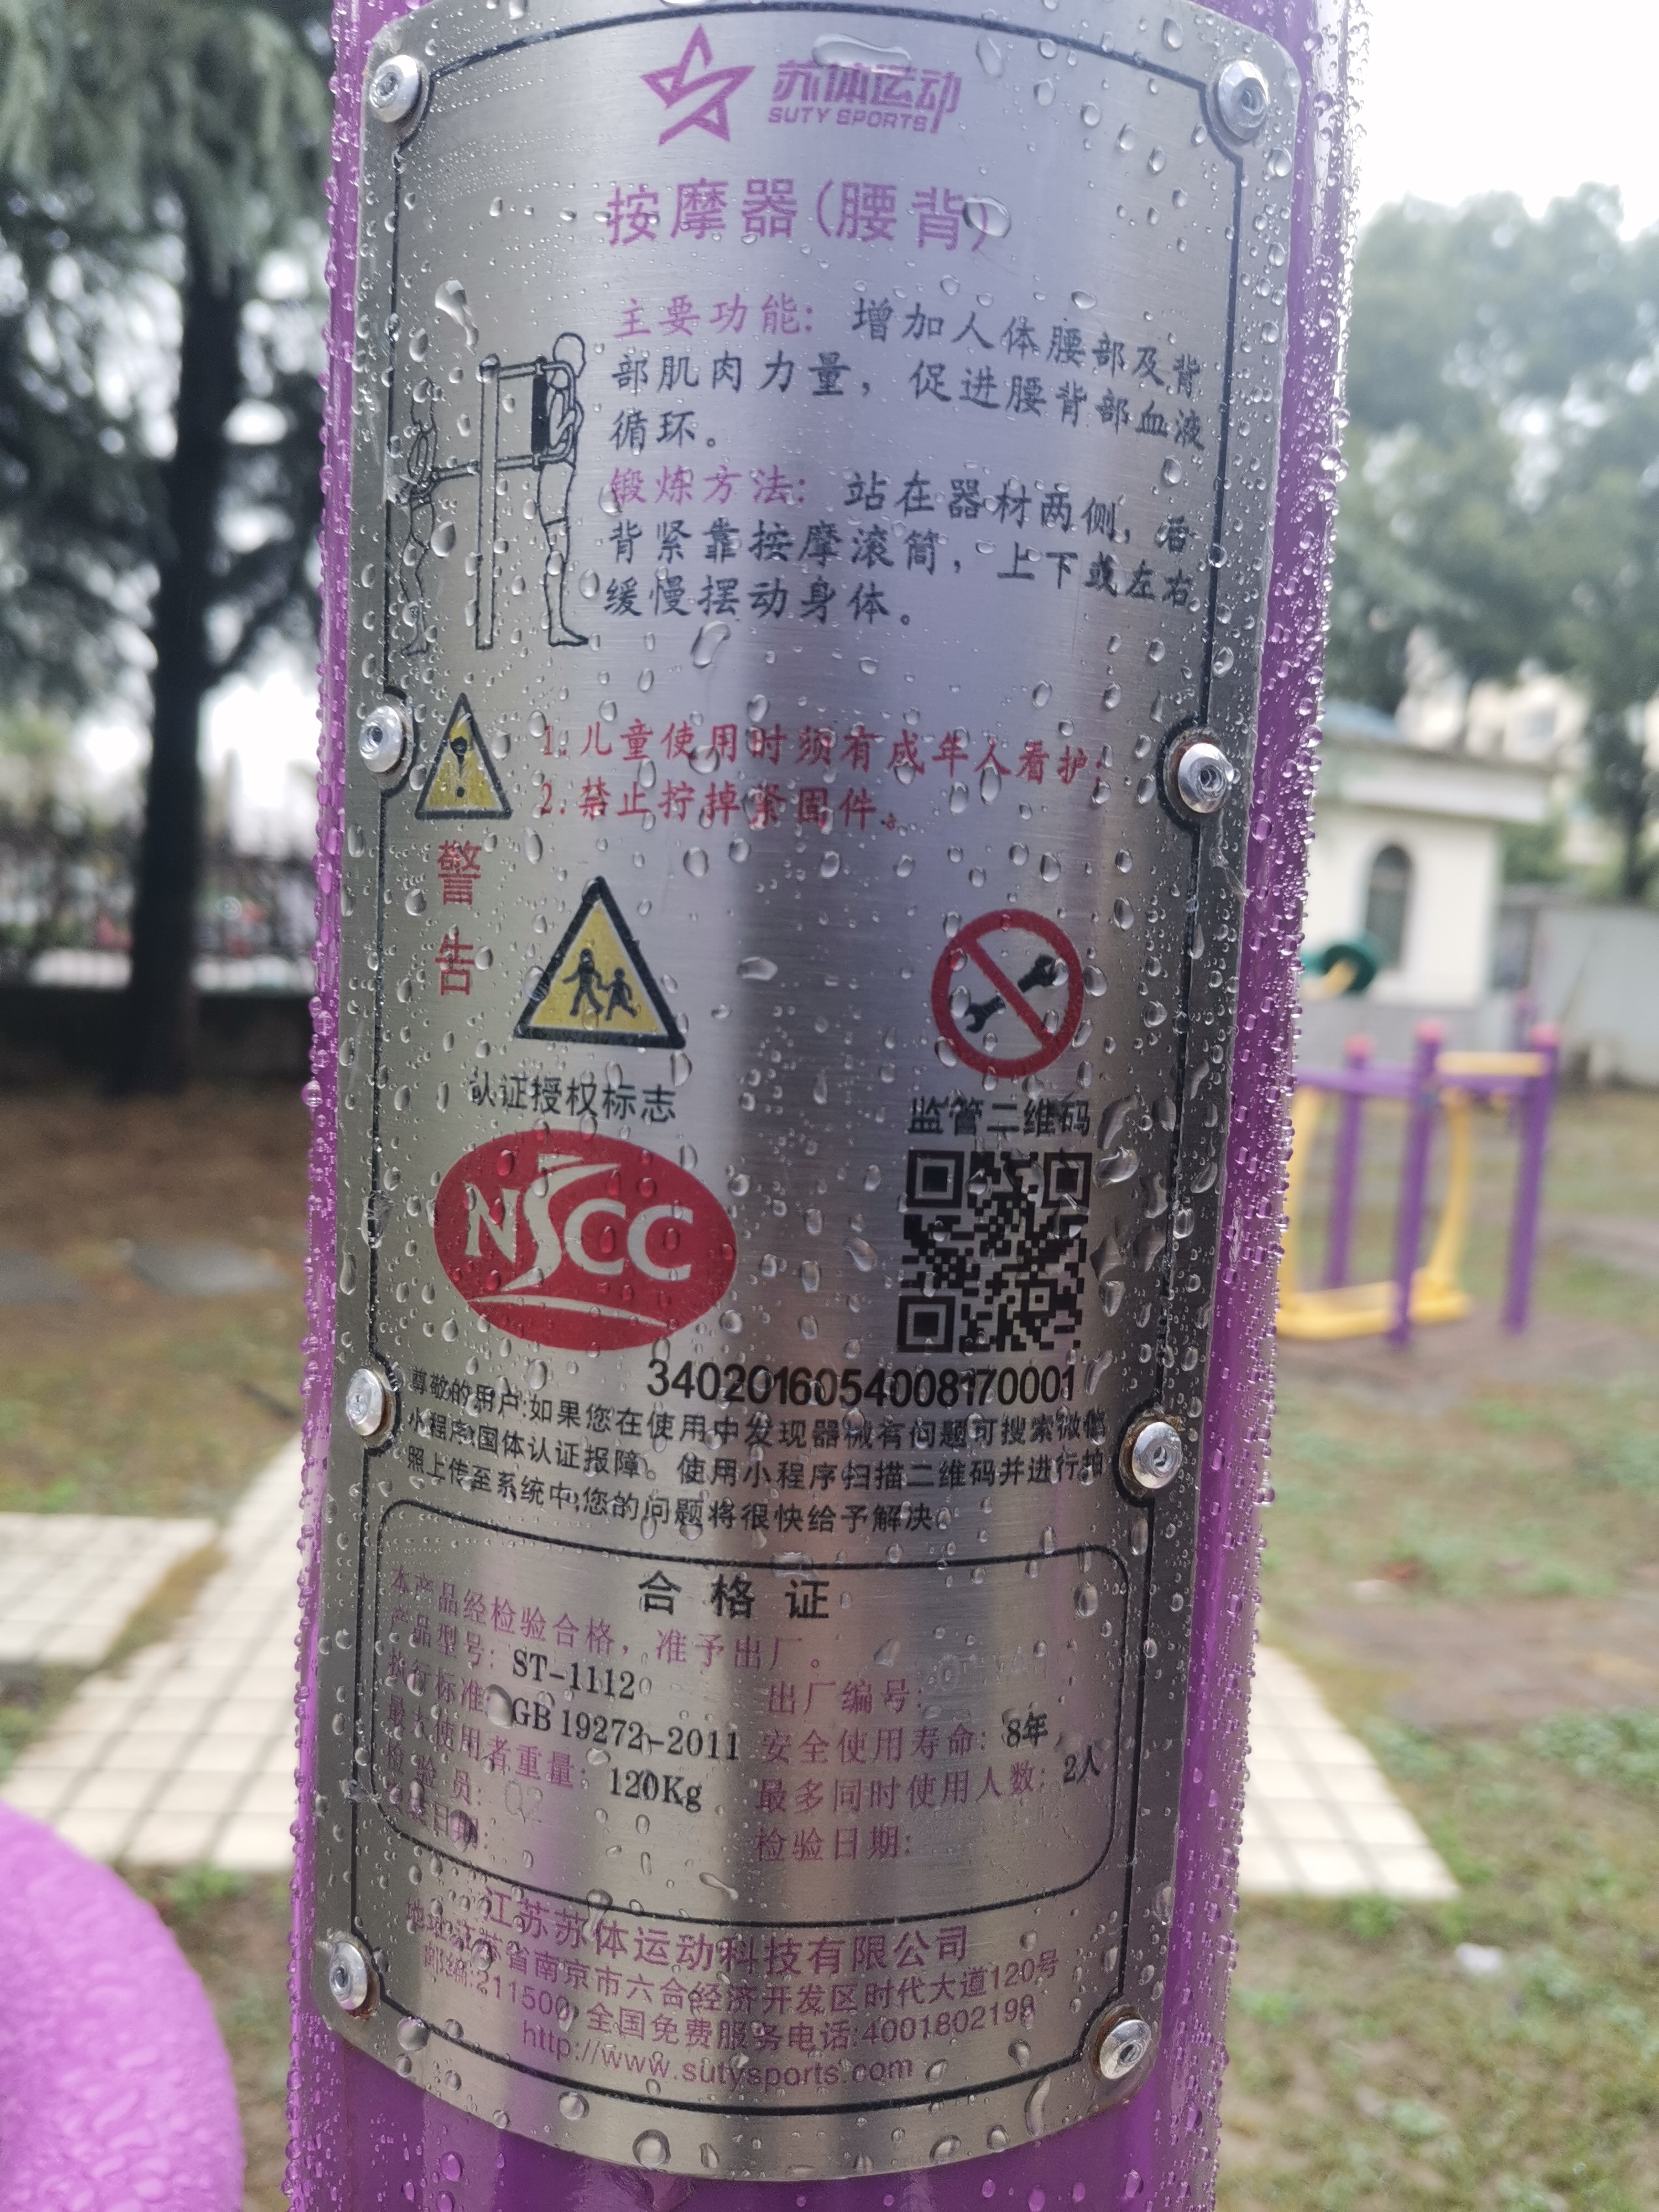 苏体运动
SUTY SPORTS
按摩器(腰背)
主要功能: 增加人体腰部及背
部肌肉力量，促进腰背部血液
循环。
锻炼方法: 站在器材两侧，后
背紧靠按摩滚筒，上下或左右
缓慢摆动身体。
1.儿童使用时须有成年人看护;
2.禁止拧掉紧固件。
警告
认证授权标志
监管二维码
NSCC
3402016054008170001
尊敬的用户:如果您在使用中发现器械有问题可搜索微信
小程序:国体认证报障。使用小程序扫描二维码并进行拍
照上传至系统中,您的问题将很快给予解决。
合格证
本产品经检验合格，准予出厂。
产品型号: ST-1112 出厂编号:
执行标准: GB 19272-2011 安全使用寿命: 8年
最大使用者重量: 120Kg 最多同时使用人数: 2人
检验员: 02 检验日期:
日期:
江苏苏体运动科技有限公司
地址:江苏省南京市六合经济开发区时代大道120号
邮编:211500 全国免费服务电话:4001802198
http://www.sutysports.com